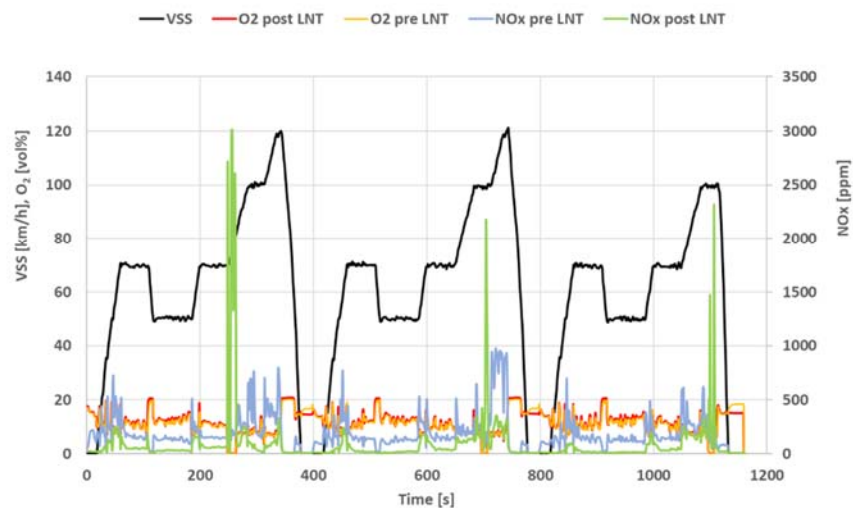 VSS O2 post LNT O2 pre LNT NOx pre LNT NOx post LNT
140 3500
120 3000
100 2500
80 2000
60 1500
40 1000
20 500
0 0
0 200 400 600 800 1000 1200
VSS [km/h], O₂ [vol%]
NOx [ppm]
Time [s]